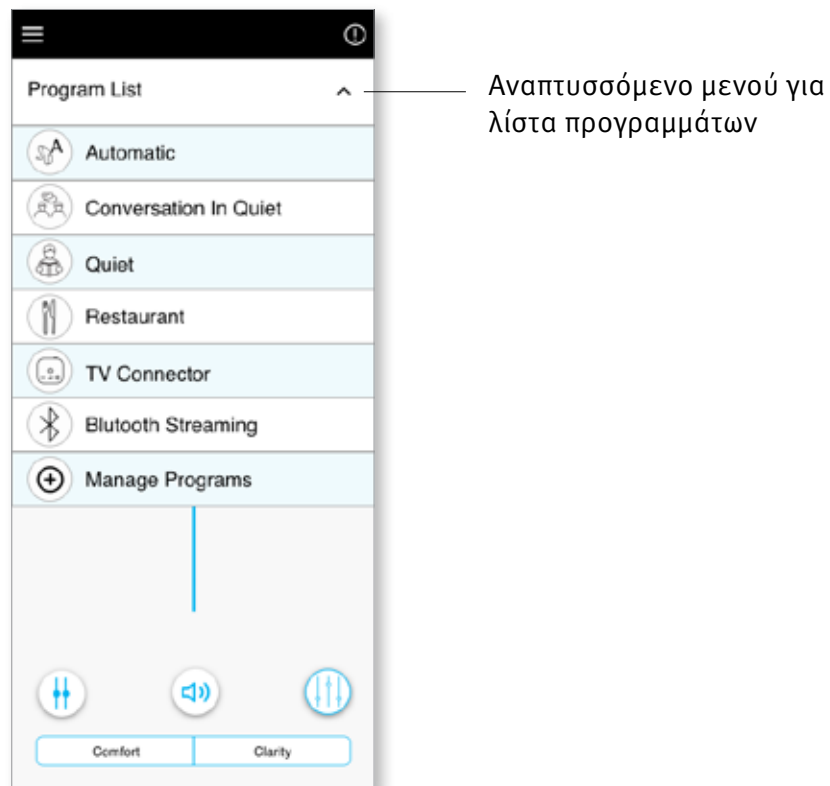 Program List
Αναπτυσσόμενο μενού για
λίστα προγραμμάτων
Automatic
Conversation In Quiet
Quiet
Restaurant
TV Connector
Blutooth Streaming
Manage Programs
Comfort
Clarity